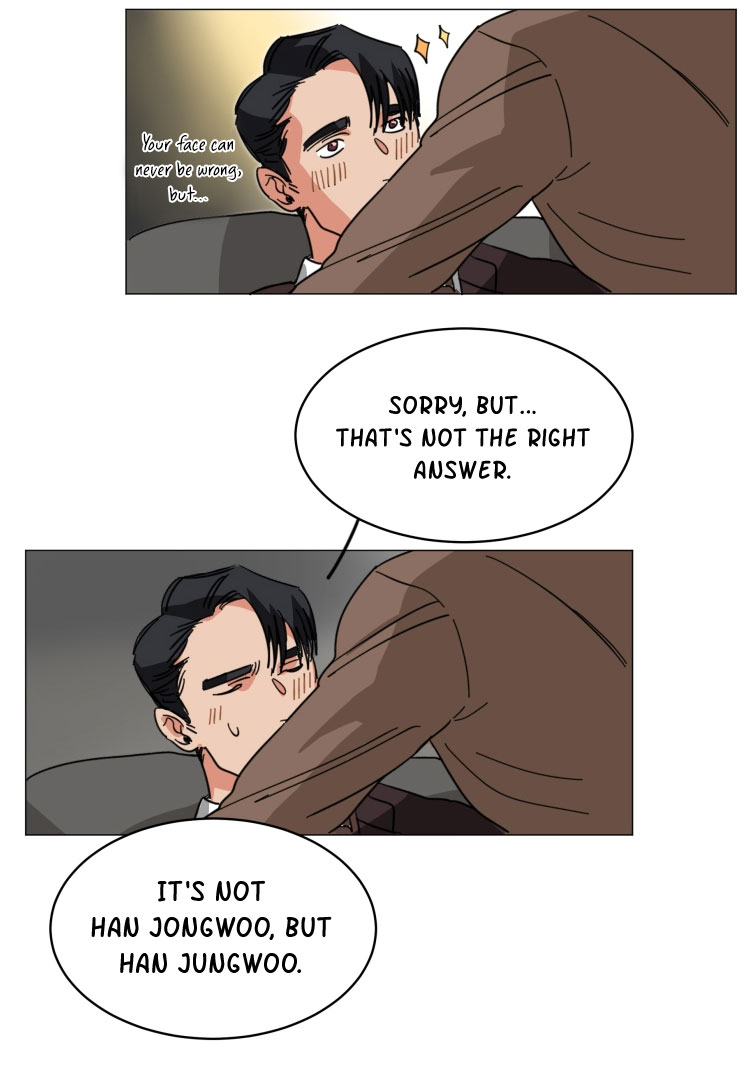 Your face can
never be wrong,
but...
SORRY, BUT...
THAT'S NOT THE RIGHT
ANSWER.
IT'S NOT
HAN JONGWOO, BUT
HAN JUNGWOO.